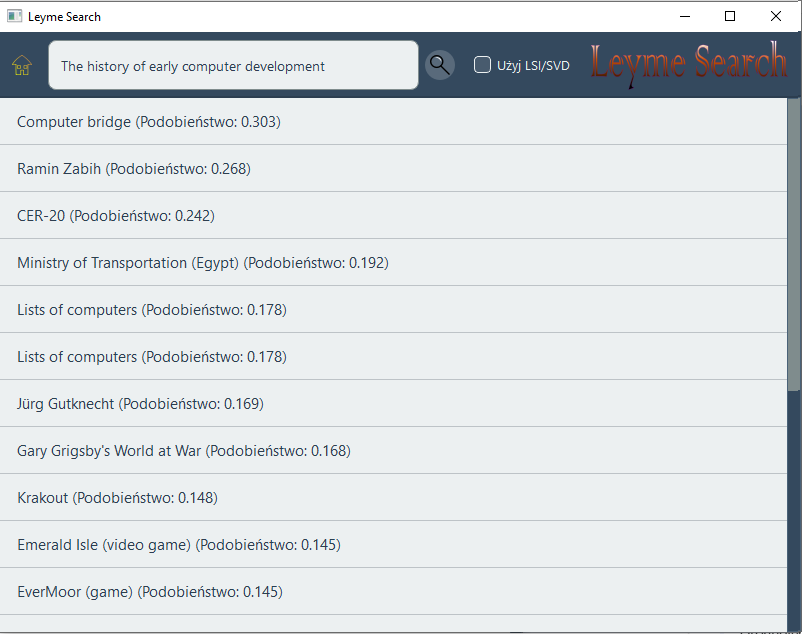 Leyme Search
The history of early computer development
Użyj LSI/SVD
Leyme Search
Computer bridge (Podobieństwo: 0.303)
Ramin Zabih (Podobieństwo: 0.268)
CER-20 (Podobieństwo: 0.242)
Ministry of Transportation (Egypt) (Podobieństwo: 0.192)
Lists of computers (Podobieństwo: 0.178)
Lists of computers (Podobieństwo: 0.178)
Jürg Gutknecht (Podobieństwo: 0.169)
Gary Grigsby's World at War (Podobieństwo: 0.168)
Krakout (Podobieństwo: 0.148)
Emerald Isle (video game) (Podobieństwo: 0.145)
EverMoor (game) (Podobieństwo: 0.145)